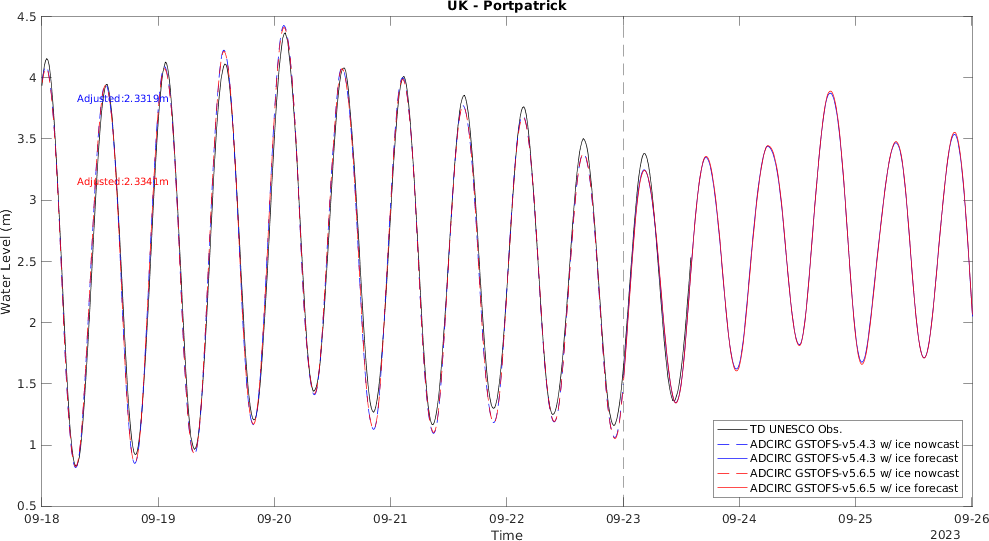 UK - Portpatrick
4.5
4
3.5
3
2.5
2
1.5
1
0.5
Water Level (m)
Adjusted:2.3319m
Adjusted:2.3341m
TD UNESCO Obs.
ADCIRC GSTOFS-v5.4.3 w/ ice nowcast
ADCIRC GSTOFS-v5.4.3 w/ ice forecast
ADCIRC GSTOFS-v5.6.5 w/ ice nowcast
ADCIRC GSTOFS-v5.6.5 w/ ice forecast
09-18 09-19 09-20 09-21 09-22 09-23 09-24 09-25 09-26
Time
2023